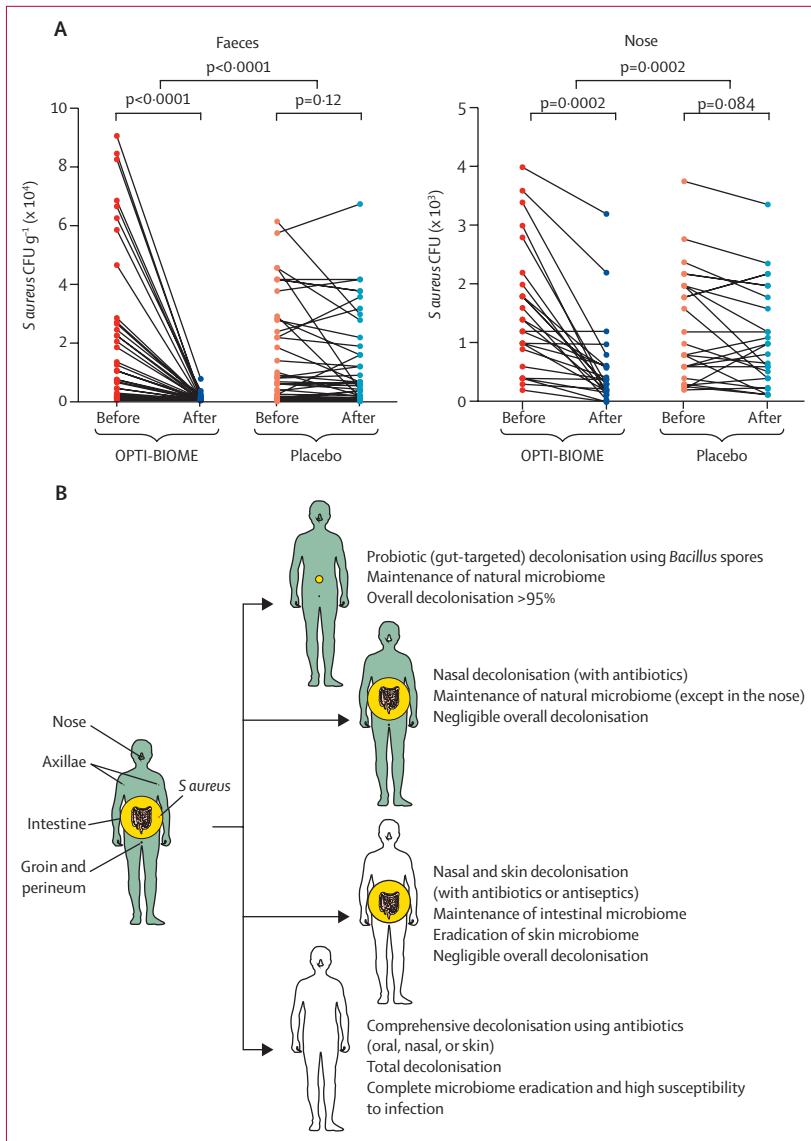 A
Faeces
p<0·0001
p<0·0001
p=0·12
10
8
6
4
2
0
S aureus CFU g⁻¹ (x 10⁴)
Before
After
Before
After
OPTI-BIOME
Placebo
Nose
p=0·0002
p=0·0002
p=0·084
5
4
3
2
1
0
S aureus CFU (x 10³)
Before
After
Before
After
OPTI-BIOME
Placebo
B
Nose
Axillae
S aureus
Intestine
Groin and
perineum
Probiotic (gut-targeted) decolonisation using Bacillus spores
Maintenance of natural microbiome
Overall decolonisation >95%
Nasal decolonisation (with antibiotics)
Maintenance of natural microbiome (except in the nose)
Negligible overall decolonisation
Nasal and skin decolonisation
(with antibiotics or antiseptics)
Maintenance of intestinal microbiome
Eradication of skin microbiome
Negligible overall decolonisation
Comprehensive decolonisation using antibiotics
(oral, nasal, or skin)
Total decolonisation
Complete microbiome eradication and high susceptibility
to infection